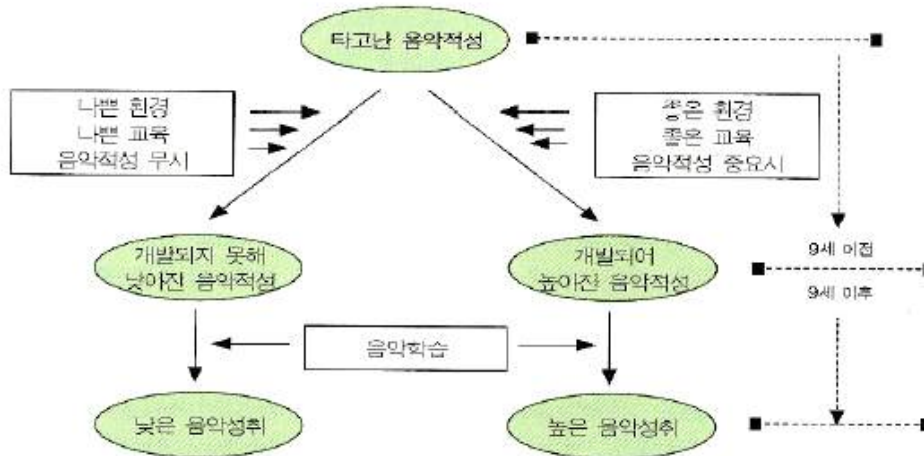 타고난 음악적성
나쁜 환경
나쁜 교육
음악적성 무시
좋은 환경
좋은 교육
음악적성 중요시
개발되지 못해
낮아진 음악적성
개발되어
높아진 음악적성
9세 이전
9세 이후
음악학습
낮은 음악성취
높은 음악성취